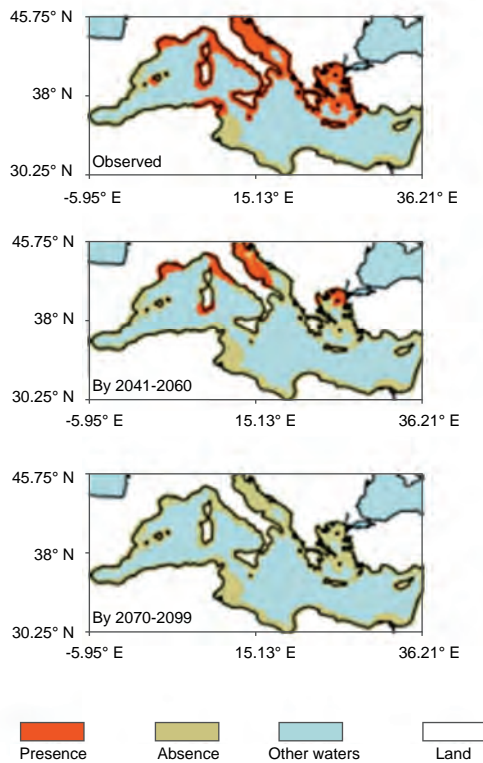 45.75° N
38° N
30.25° N
Observed
-5.95° E 15.13° E 36.21° E
45.75° N
38° N
30.25° N
By 2041-2060
-5.95° E 15.13° E 36.21° E
45.75° N
38° N
30.25° N
By 2070-2099
-5.95° E 15.13° E 36.21° E
Presence Absence Other waters Land